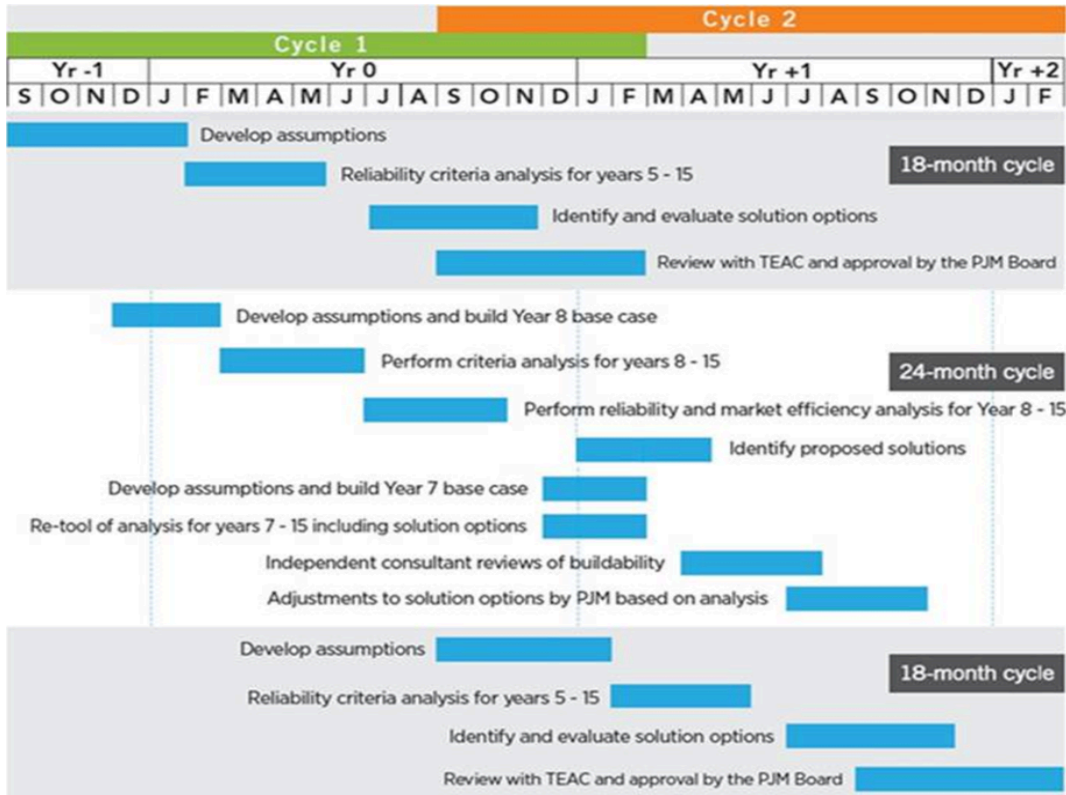 Cycle 2
Cycle 1
Yr -1 Yr 0 Yr +1 Yr +2
S O N D J F M A M J J A S O N D J F M A M J J A S O N D J F
Develop assumptions
18-month cycle
Reliability criteria analysis for years 5 - 15
Identify and evaluate solution options
Review with TEAC and approval by the PJM Board
Develop assumptions and build Year 8 base case
Perform criteria analysis for years 8 - 15
24-month cycle
Perform reliability and market efficiency analysis for Year 8 - 15
Identify proposed solutions
Develop assumptions and build Year 7 base case
Re-tool of analysis for years 7 - 15 including solution options
Independent consultant reviews of buildability
Adjustments to solution options by PJM based on analysis
Develop assumptions
18-month cycle
Reliability criteria analysis for years 5 - 15
Identify and evaluate solution options
Review with TEAC and approval by the PJM Board